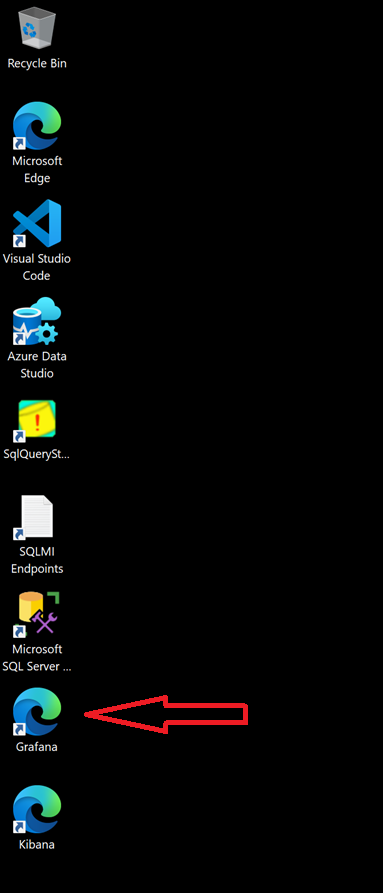 Recycle Bin
Microsoft
Edge
Visual Studio
Code
Azure Data
Studio
SqlQuerySt...
SQLMI
Endpoints
Microsoft
SQL Server ...
Grafana
Kibana